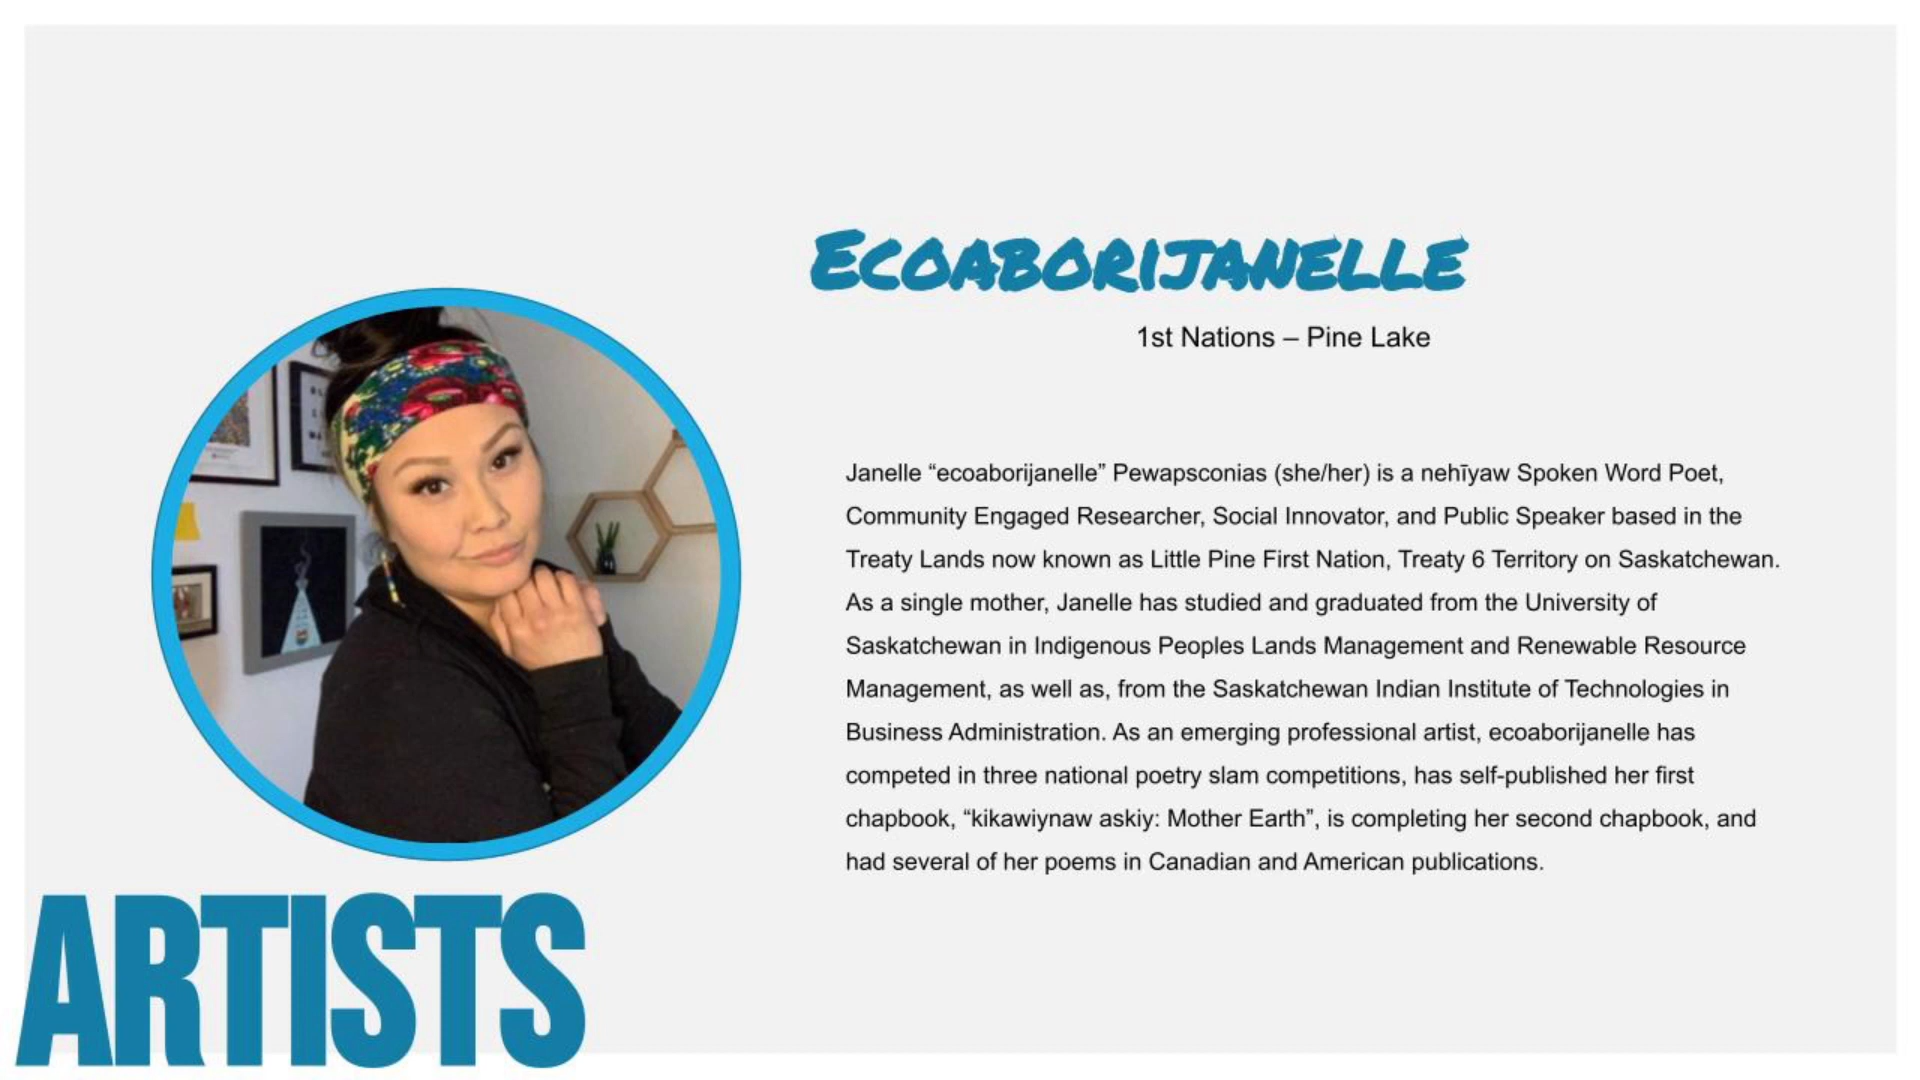 ECOABORIJANELLE
1st Nations – Pine Lake
Janelle “ecoaborijanelle” Pewapsconias (she/her) is a nehīyaw Spoken Word Poet,
Community Engaged Researcher, Social Innovator, and Public Speaker based in the
Treaty Lands now known as Little Pine First Nation, Treaty 6 Territory on Saskatchewan.
As a single mother, Janelle has studied and graduated from the University of
Saskatchewan in Indigenous Peoples Lands Management and Renewable Resource
Management, as well as, from the Saskatchewan Indian Institute of Technologies in
Business Administration. As an emerging professional artist, ecoaborijanelle has
competed in three national poetry slam competitions, has self-published her first
chapbook, “kikawiynaw askiy: Mother Earth”, is completing her second chapbook, and
had several of her poems in Canadian and American publications.
ARTISTS